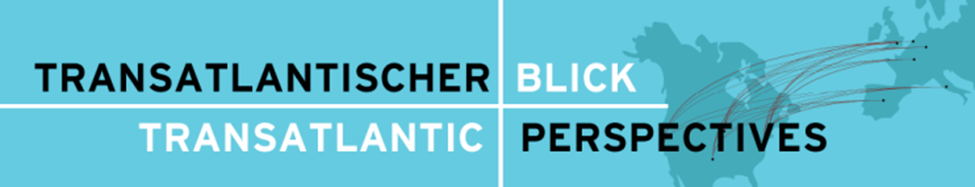 TRANSATLANTISCHER BLICK
TRANSATLANTIC PERSPECTIVES